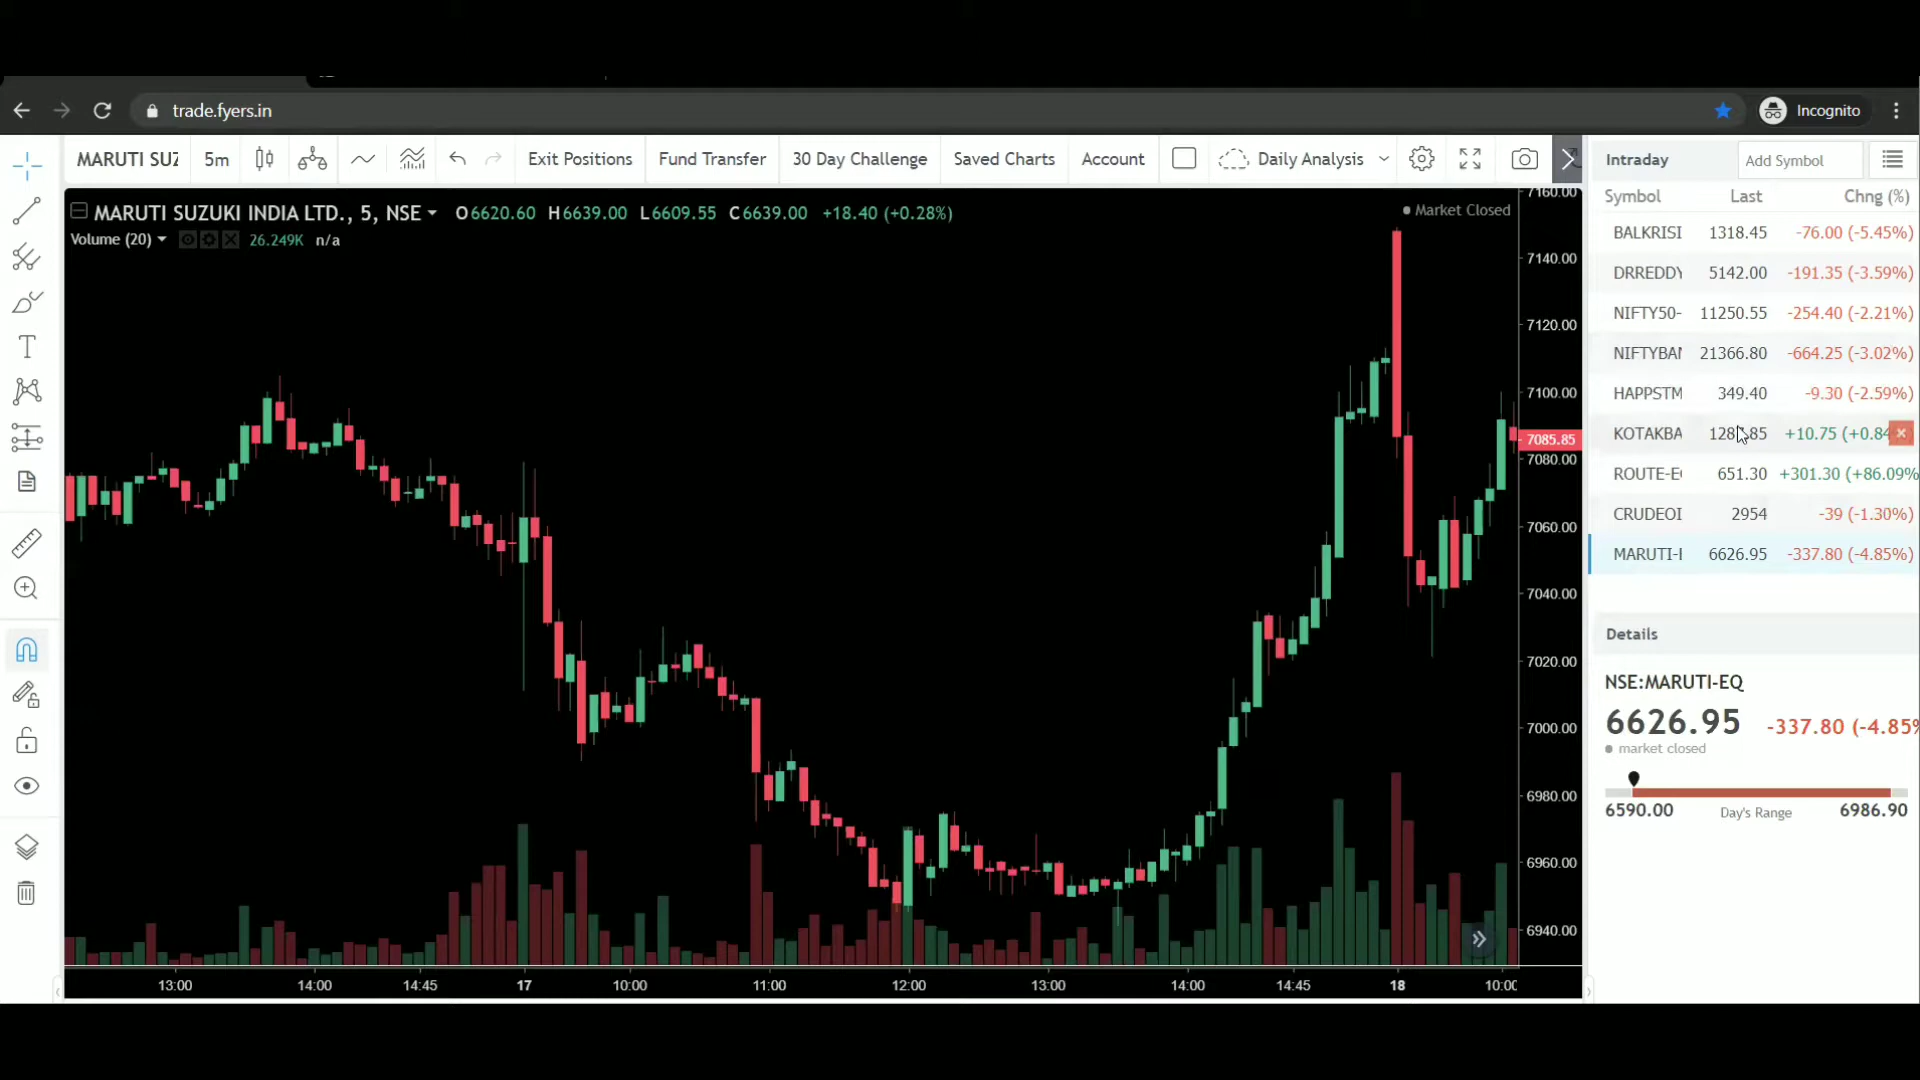 trade.fyers.in
Incognito
MARUTI SUZ 5m Exit Positions Fund Transfer 30 Day Challenge Saved Charts Account Daily Analysis
MARUTI SUZUKI INDIA LTD., 5, NSE O6620.60 H6639.00 L6609.55 C6639.00 +18.40 (+0.28%)
Market Closed
Volume (20) 26.249K n/a
7160.00
7140.00
7120.00
7100.00
7085.85
7080.00
7060.00
7040.00
7020.00
7000.00
6980.00
6960.00
6940.00
13:00 14:00 14:45 17 10:00 11:00 12:00 13:00 14:00 14:45 18 10:00
Intraday Add Symbol
Symbol Last Chng (%)
BALKRISI 1318.45 -76.00 (-5.45%)
DRREDDY 5142.00 -191.35 (-3.59%)
NIFTY50- 11250.55 -254.40 (-2.21%)
NIFTYBAN 21366.80 -664.25 (-3.02%)
HAPPSTM 349.40 -9.30 (-2.59%)
KOTAKBA +10.75 (+0.84
ROUTE-E 651.30 +301.30 (+86.09%
CRUDEOI 2954 -39 (-1.30%)
MARUTI-E 6626.95 -337.80 (-4.85%)
Details
NSE:MARUTI-EQ
6626.95 -337.80 (-4.85%
market closed
6590.00 Day's Range 6986.90